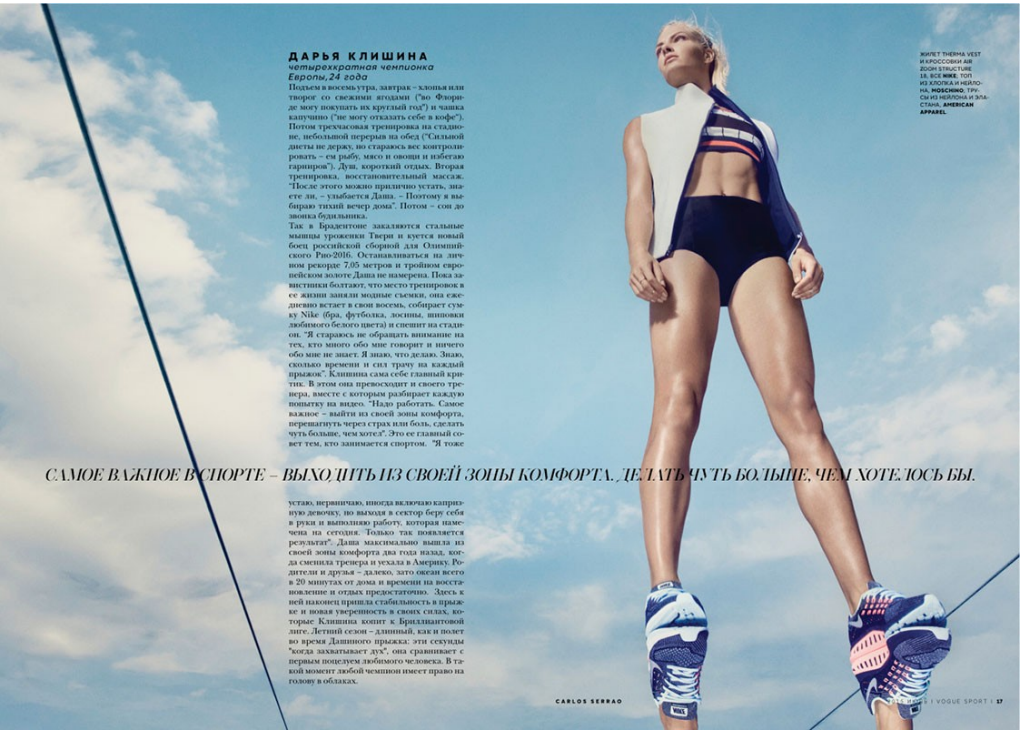 ДАРЬЯ КЛИШИНА
четырехкратная чемпионка
Европы, 24 года
Подъем в восемь утра, завтрак – хлопья или
творог со свежими ягодами ("во Флори-
де могу покупать их круглый год") и чашка
капучино ("не могу отказать себе в кофе").
Потом трехчасовая тренировка на стадио-
не, небольшой перерыв на обед ("Сильной
диеты не держу, но стараюсь вес контроли-
ровать – ем рыбу, мясо и овощи и избегаю
гарниров"). Душ, короткий отдых. Вторая
тренировка, восстановительный массаж.
"После этого можно прилично устать, зна-
ете ли, – улыбается Даша. – Поэтому я вы-
бираю тихий вечер дома". Потом – сон до
звонка будильника.
Так в Брадентоне закаляются стальные
мышцы уроженки Твери и куется новый
боец российской сборной для Олимпий-
ского Рио-2016. Останавливаться на лич-
ном рекорде 7,05 метров и тройном евро-
пейском золоте Даша не намерена. Пока за-
вистники болтают, что место тренировок в
ее жизни заняли модные съемки, она еже-
дневно встает в свои восемь, собирает сум-
ку Nike (бра, футболка, лосины, шиповки
любимого белого цвета) и спешит на стади-
он. "Я стараюсь не обращать внимание на
тех, кто много обо мне говорит и ничего
обо мне не знает. Я знаю, что делаю. Знаю,
сколько времени и сил трачу на каждый
прыжок". Клишина сама себе главный кри-
тик. В этом она превосходит и своего тре-
нера, вместе с которым разбирает каждую
попытку на видео. "Надо работать. Самое
важное – выйти из своей зоны комфорта,
перешагнуть через страх или боль, сделать
чуть больше, чем хотел". Это ее главный со-
вет тем, кто занимается спортом. "Я тоже
САМОЕ ВАЖНОЕ В СПОРТЕ – ВЫХОДИТЬ ИЗ СВОЕЙ ЗОНЫ КОМФОРТА. ДЕЛАТЬ ЧУТЬ БОЛЬШЕ, ЧЕМ ХОТЕЛОСЬ БЫ.
устаю, нервничаю, иногда включаю каприз-
ную девочку, но выходя в сектор беру себя
в руки и выполняю работу, которая наме-
чена на сегодня. Только так появляется
результат". Даша максимально вышла из
своей зоны комфорта два года назад, ког-
да сменила тренера и уехала в Америку. Ро-
дители и друзья – далеко, зато океан всего
в 20 минутах от дома и времени на восста-
новление и отдых предостаточно. Здесь к
ней наконец пришла стабильность в прыж-
ке и новая уверенность в своих силах, ко-
торые Клишина копит к Бриллиантовой
лиге. Летний сезон – длинный, как и полет
во время Дашиного прыжка: эти секунды
"когда захватывает дух", она сравнивает с
первым поцелуем любимого человека. В та-
кой момент любой чемпион имеет право на
голову в облаках.
ЖИЛЕТ THERMA VEST
И КРОССОВКИ AIR
ZOOM STRUCTURE
18, ВСЕ NIKE, ТОП
ИЗ ХЛОПКА И НЕЙЛО-
НА, MOSCHINO, ТРУ-
СЫ ИЗ НЕЙЛОНА И ЭЛА-
СТАНА, AMERICAN
APPAREL
NIKE
CARLOS SERRAO
VOGUE SPORT | 17